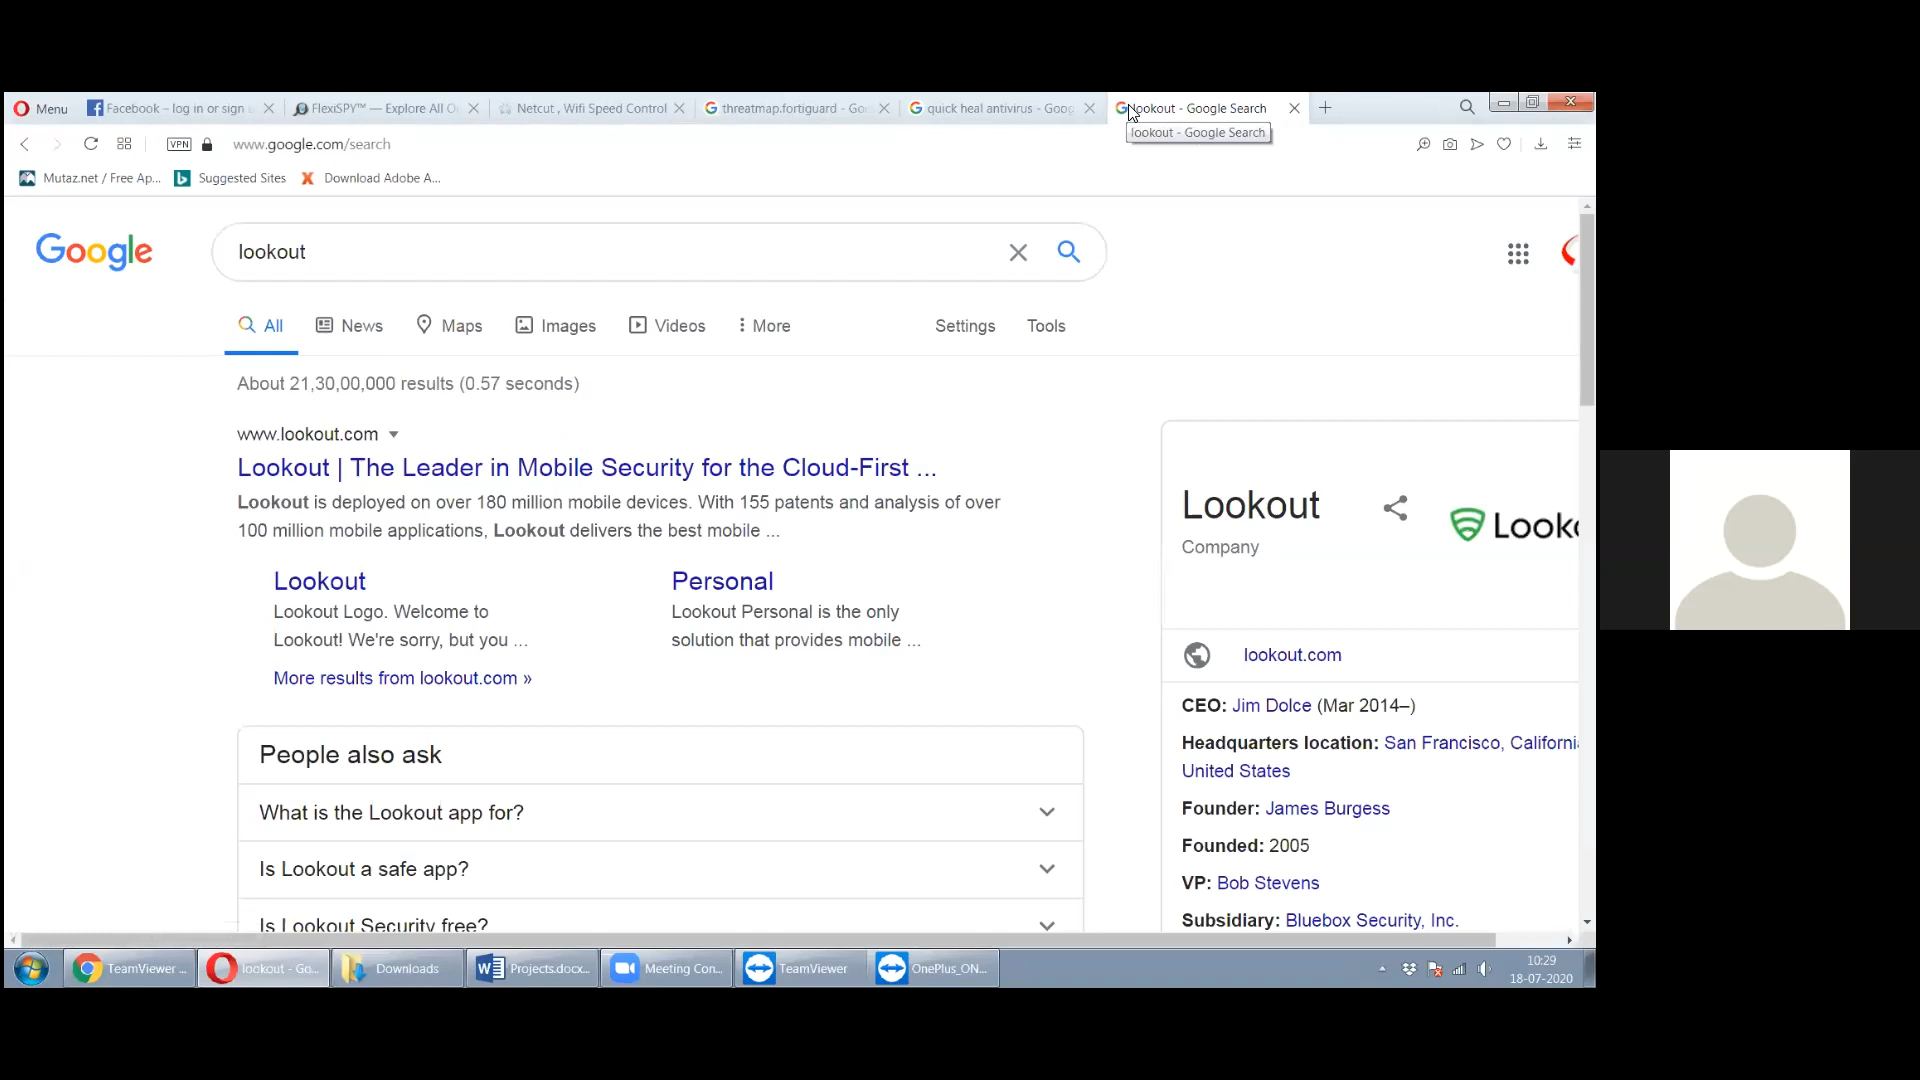 Menu
Facebook – log in or sign
FlexiSPY™ — Explore All O
Netcut , Wifi Speed Control
threatmap.fortiguard - Go
quick heal antivirus - Goog
lookout - Google Search
lookout - Google Search
VPN
www.google.com/search
Mutaz.net / Free Ap...
Suggested Sites
Download Adobe A...
Google
lookout
All
News
Maps
Images
Videos
More
Settings
Tools
About 21,30,00,000 results (0.57 seconds)
www.lookout.com
Lookout | The Leader in Mobile Security for the Cloud-First ...
Lookout is deployed on over 180 million mobile devices. With 155 patents and analysis of over
100 million mobile applications, Lookout delivers the best mobile ...
Lookout
Lookout Logo. Welcome to
Lookout! We're sorry, but you ...
Personal
Lookout Personal is the only
solution that provides mobile ...
More results from lookout.com »
People also ask
What is the Lookout app for?
Is Lookout a safe app?
Is Lookout Security free?
Lookout
Company
Looko
lookout.com
CEO: Jim Dolce (Mar 2014–)
Headquarters location: San Francisco, California
United States
Founder: James Burgess
Founded: 2005
VP: Bob Stevens
Subsidiary: Bluebox Security, Inc.
TeamViewer ...
lookout - Go...
Downloads
Projects.docx...
Meeting Con...
TeamViewer
OnePlus_ON...
10:29
18-07-2020